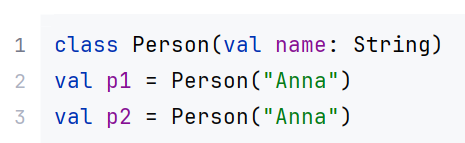 1 class Person(val name: String)
2 val p1 = Person("Anna")
3 val p2 = Person("Anna")